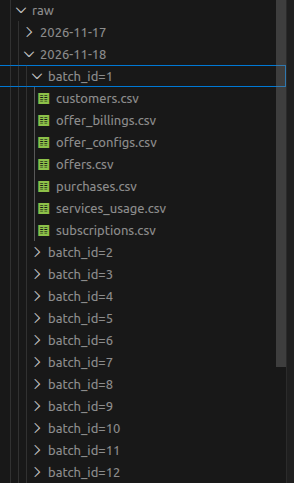 raw
2026-11-17
2026-11-18
batch_id=1
customers.csv
offer_billings.csv
offer_configs.csv
offers.csv
purchases.csv
services_usage.csv
subscriptions.csv
batch_id=2
batch_id=3
batch_id=4
batch_id=5
batch_id=6
batch_id=7
batch_id=8
batch_id=9
batch_id=10
batch_id=11
batch_id=12